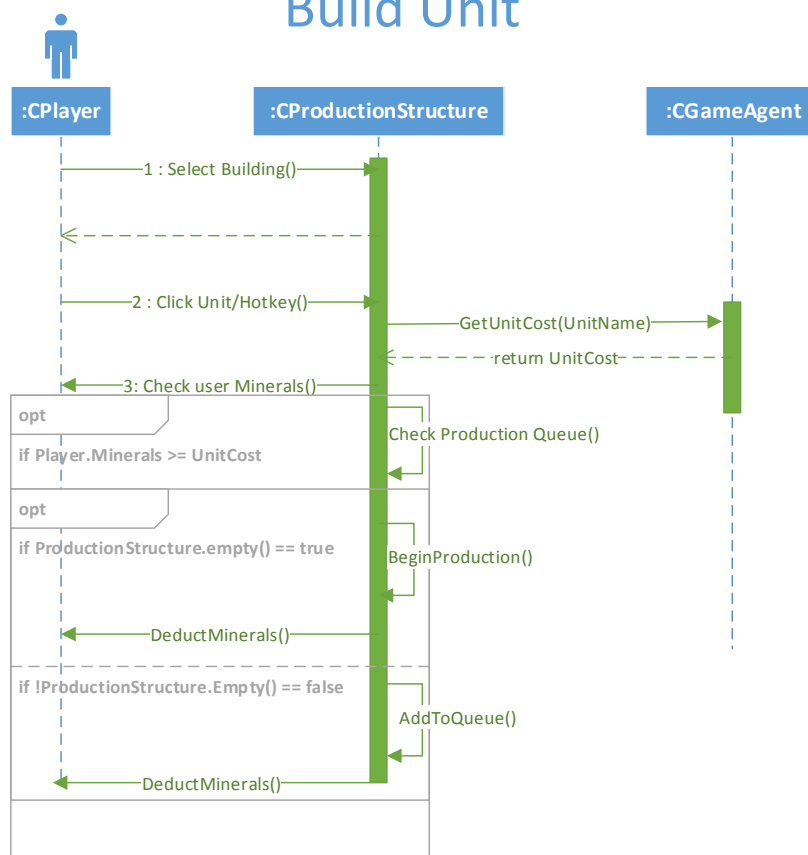 Build Unit
:CPlayer
:CProductionStructure
:CGameAgent
1 : Select Building()
2 : Click Unit/Hotkey()
GetUnitCost(UnitName)
return UnitCost
3: Check user Minerals()
opt
Check Production Queue()
if Player.Minerals >= UnitCost
opt
if ProductionStructure.empty() == true
BeginProduction()
DeductMinerals()
if !ProductionStructure.Empty() == false
AddToQueue()
DeductMinerals()